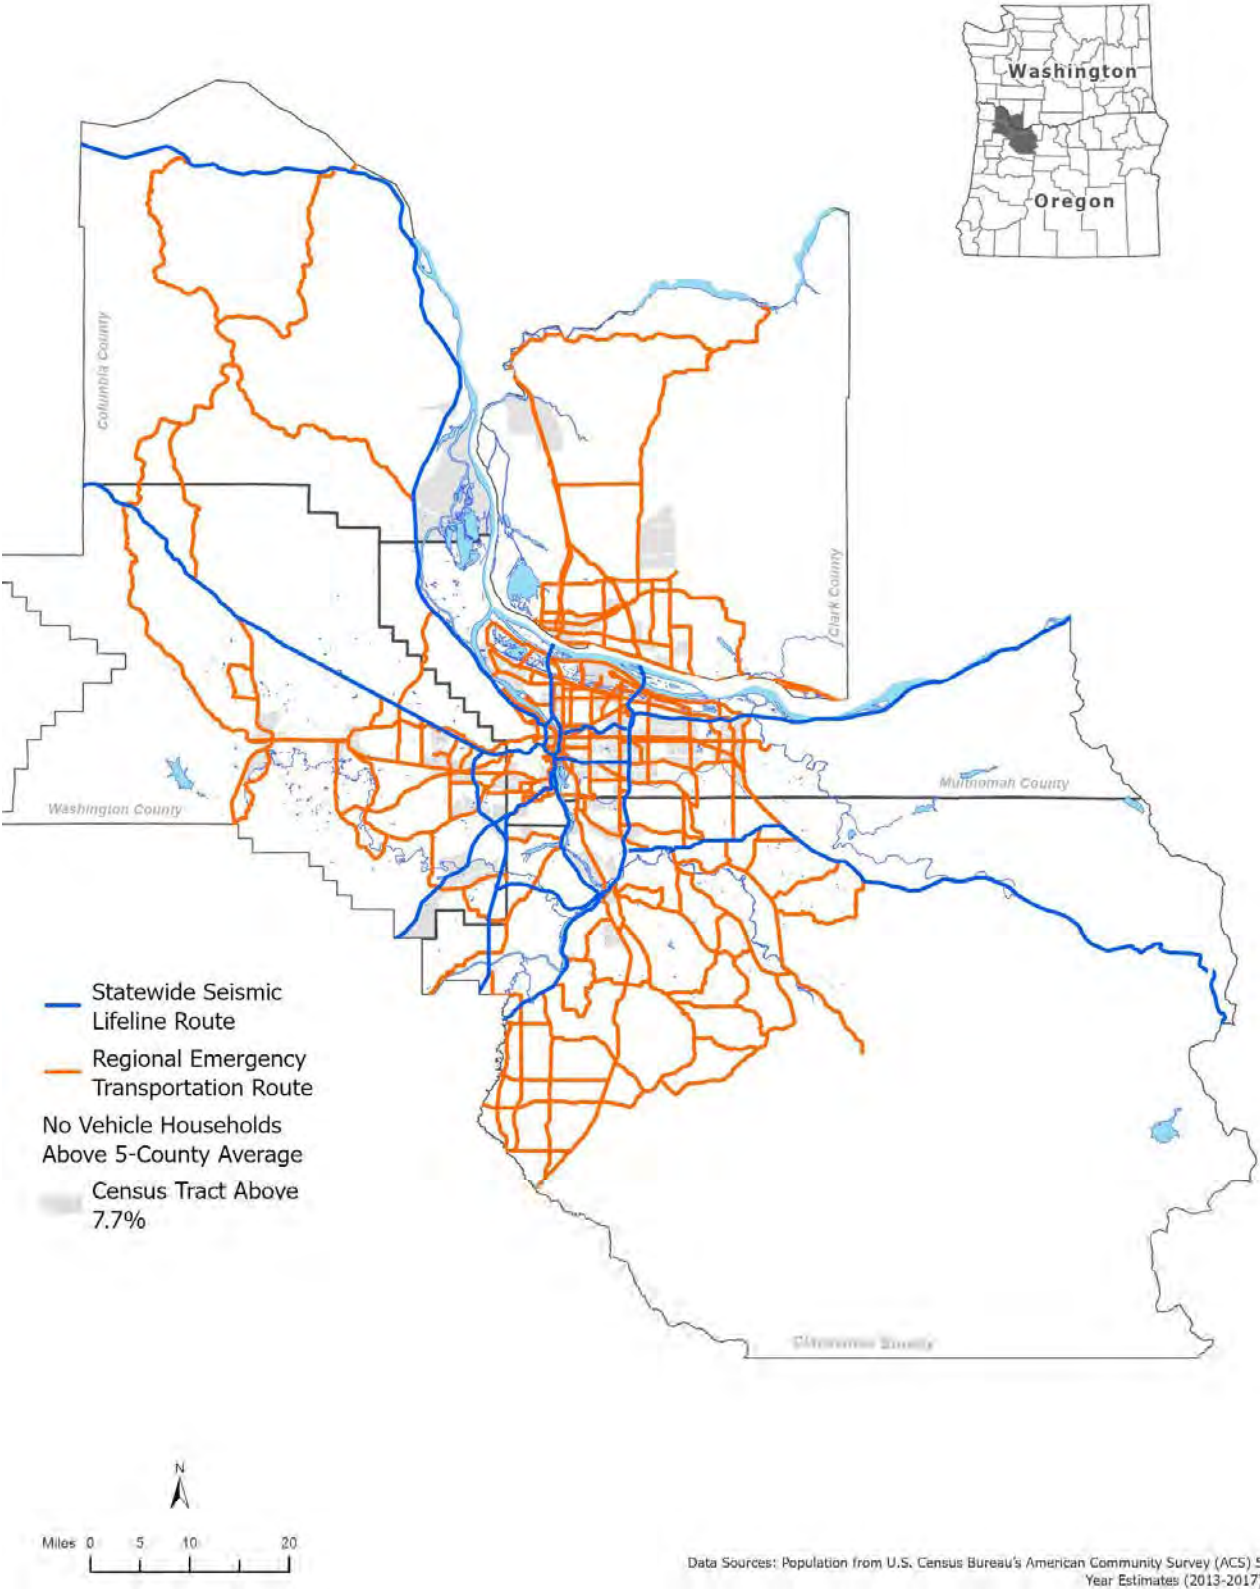 Washington
Oregon
Columbia County
Clark County
Multnomah County
Washington County
Statewide Seismic
Lifeline Route
Regional Emergency
Transportation Route
No Vehicle Households
Above 5-County Average
Census Tract Above
7.7%
N
Miles 0 5 10 20
Data Sources: Population from U.S. Census Bureau's American Community Survey (ACS) 5
Year Estimates (2013-2017